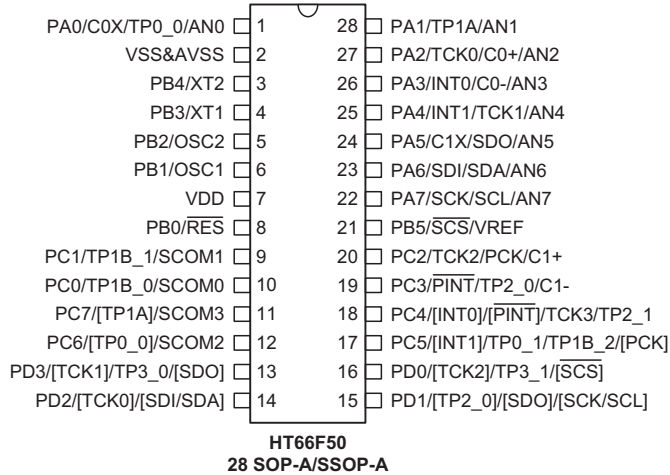 PA0/C0X/TP0_0/AN0 1 28 PA1/TP1A/AN1
VSS&AVSS 2 27 PA2/TCK0/C0+/AN2
PB4/XT2 3 26 PA3/INT0/C0-/AN3
PB3/XT1 4 25 PA4/INT1/TCK1/AN4
PB2/OSC2 5 24 PA5/C1X/SDO/AN5
PB1/OSC1 6 23 PA6/SDI/SDA/AN6
VDD 7 22 PA7/SCK/SCL/AN7
PB0/R̅E̅S̅ 8 21 PB5/S̅C̅S̅/VREF
PC1/TP1B_1/SCOM1 9 20 PC2/TCK2/PCK/C1+
PC0/TP1B_0/SCOM0 10 19 PC3/P̅I̅N̅T̅/TP2_0/C1-
PC7/[TP1A]/SCOM3 11 18 PC4/[INT0]/[P̅I̅N̅T̅]/TCK3/TP2_1
PC6/[TP0_0]/SCOM2 12 17 PC5/[INT1]/TP0_1/TP1B_2/[PCK]
PD3/[TCK1]/TP3_0/[SDO] 13 16 PD0/[TCK2]/TP3_1/[S̅C̅S̅]
PD2/[TCK0]/[SDI/SDA] 14 15 PD1/[TP2_0]/[SDO]/[SCK/SCL]
HT66F50
28 SOP-A/SSOP-A